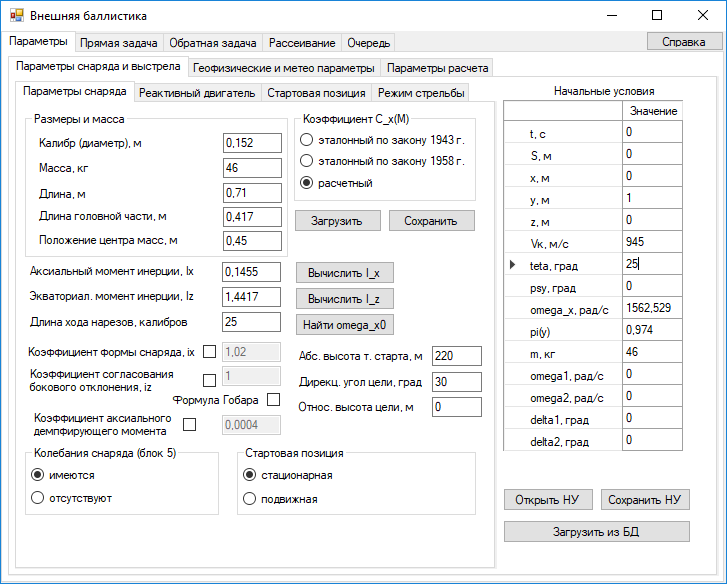 Внешняя баллистика
Параметры Прямая задача Обратная задача Рассеивание Очередь Справка
Параметры снаряда и выстрела Геофизические и метео параметры Параметры расчета
Параметры снаряда Реактивный двигатель Стартовая позиция Режим стрельбы
Размеры и масса
Калибр (диаметр), м 0,152
Масса, кг 46
Длина, м 0,71
Длина головной части, м 0,417
Положение центра масс, м 0,45
Коэффициент C_x(M)
эталонный по закону 1943 г.
эталонный по закону 1958 г.
расчетный
Загрузить Сохранить
Аксиальный момент инерции, Ix 0,1455 Вычислить I_x
Экваториал. момент инерции, Iz 1,4417 Вычислить I_z
Длина хода нарезов, калибров 25 Найти omega_x0
Коэффициент формы снаряда, ix 1,02
Коэффициент согласования
бокового отклонения, iz 1
Формула Гобара
Коэффициент аксиального
демпфирующего момента 0,0004
Абс. высота т. старта, м 220
Дирекц. угол цели, град 30
Относ. высота цели, м 0
Колебания снаряда (блок 5)
имеются
отсутствуют
Стартовая позиция
стационарная
подвижная
Начальные условия
Значение
t, с 0
S, м 0
x, м 0
y, м 1
z, м 0
Vк, м/с 945
teta, град 25
psy, град 0
omega_x, рад/с 1562,529
pi(y) 0,974
m, кг 46
omega1, рад/с 0
omega2, рад/с 0
delta1, град 0
delta2, град 0
Открыть НУ Сохранить НУ
Загрузить из БД